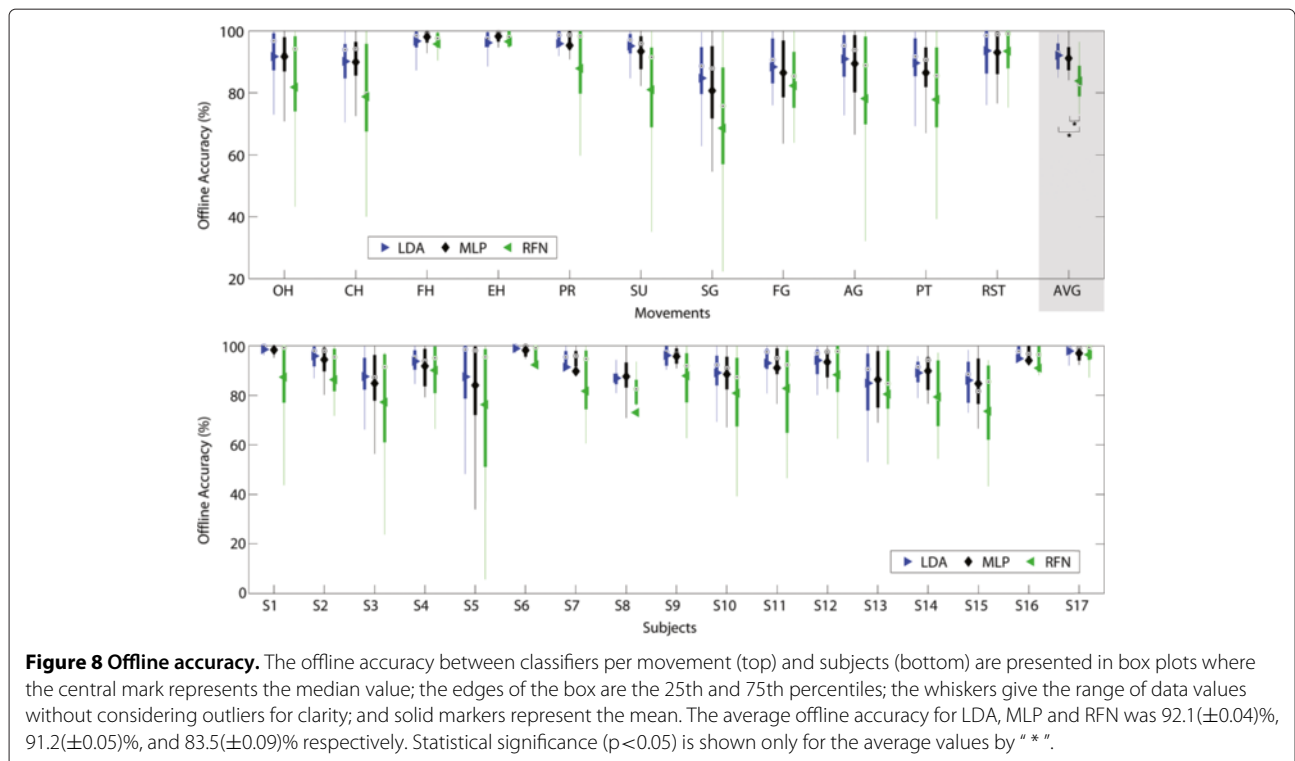 100
80
60
40
20
Offline Accuracy (%)
LDA MLP RFN
OH CH FH EH PR SU SG FG AG PT RST AVG
Movements
100
80
60
40
20
0
Offline Accuracy (%)
LDA MLP RFN
S1 S2 S3 S4 S5 S6 S7 S8 S9 S10 S11 S12 S13 S14 S15 S16 S17
Subjects
Figure 8 Offline accuracy. The offline accuracy between classifiers per movement (top) and subjects (bottom) are presented in box plots where
the central mark represents the median value; the edges of the box are the 25th and 75th percentiles; the whiskers give the range of data values
without considering outliers for clarity; and solid markers represent the mean. The average offline accuracy for LDA, MLP and RFN was 92.1(±0.04)%,
91.2(±0.05)%, and 83.5(±0.09)% respectively. Statistical significance (p<0.05) is shown only for the average values by “ * ”.